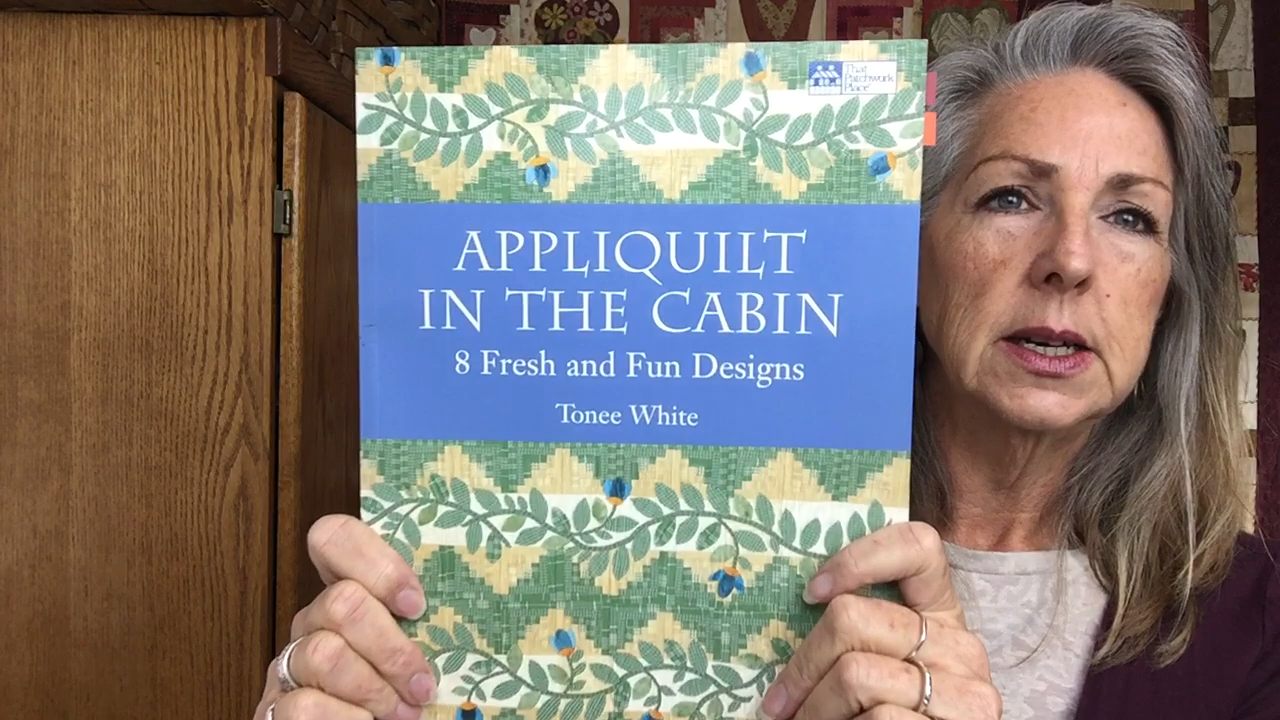 That
Patchwork
Place
APPLIQUILT
IN THE CABIN
8 Fresh and Fun Designs
Tonee White